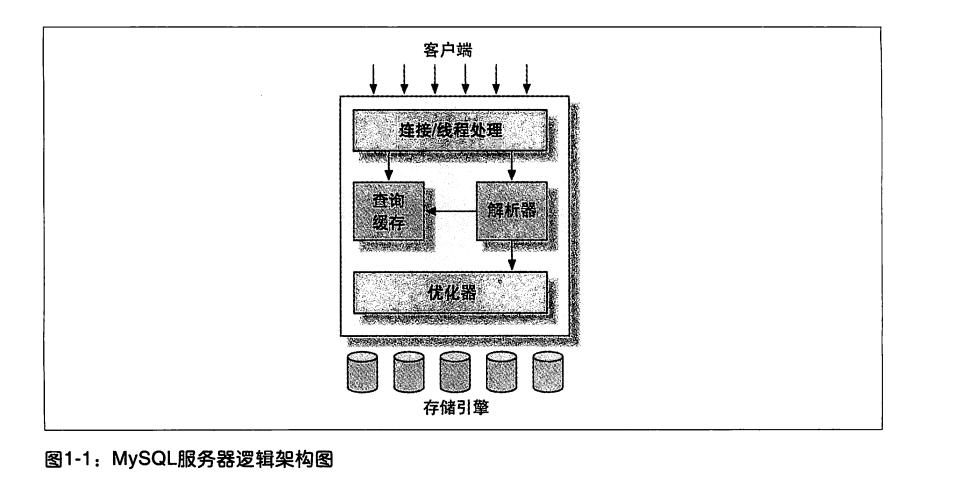 客户端
连接/线程处理
查询
缓存
解析器
优化器
存储引擎
图1-1：MySQL服务器逻辑架构图